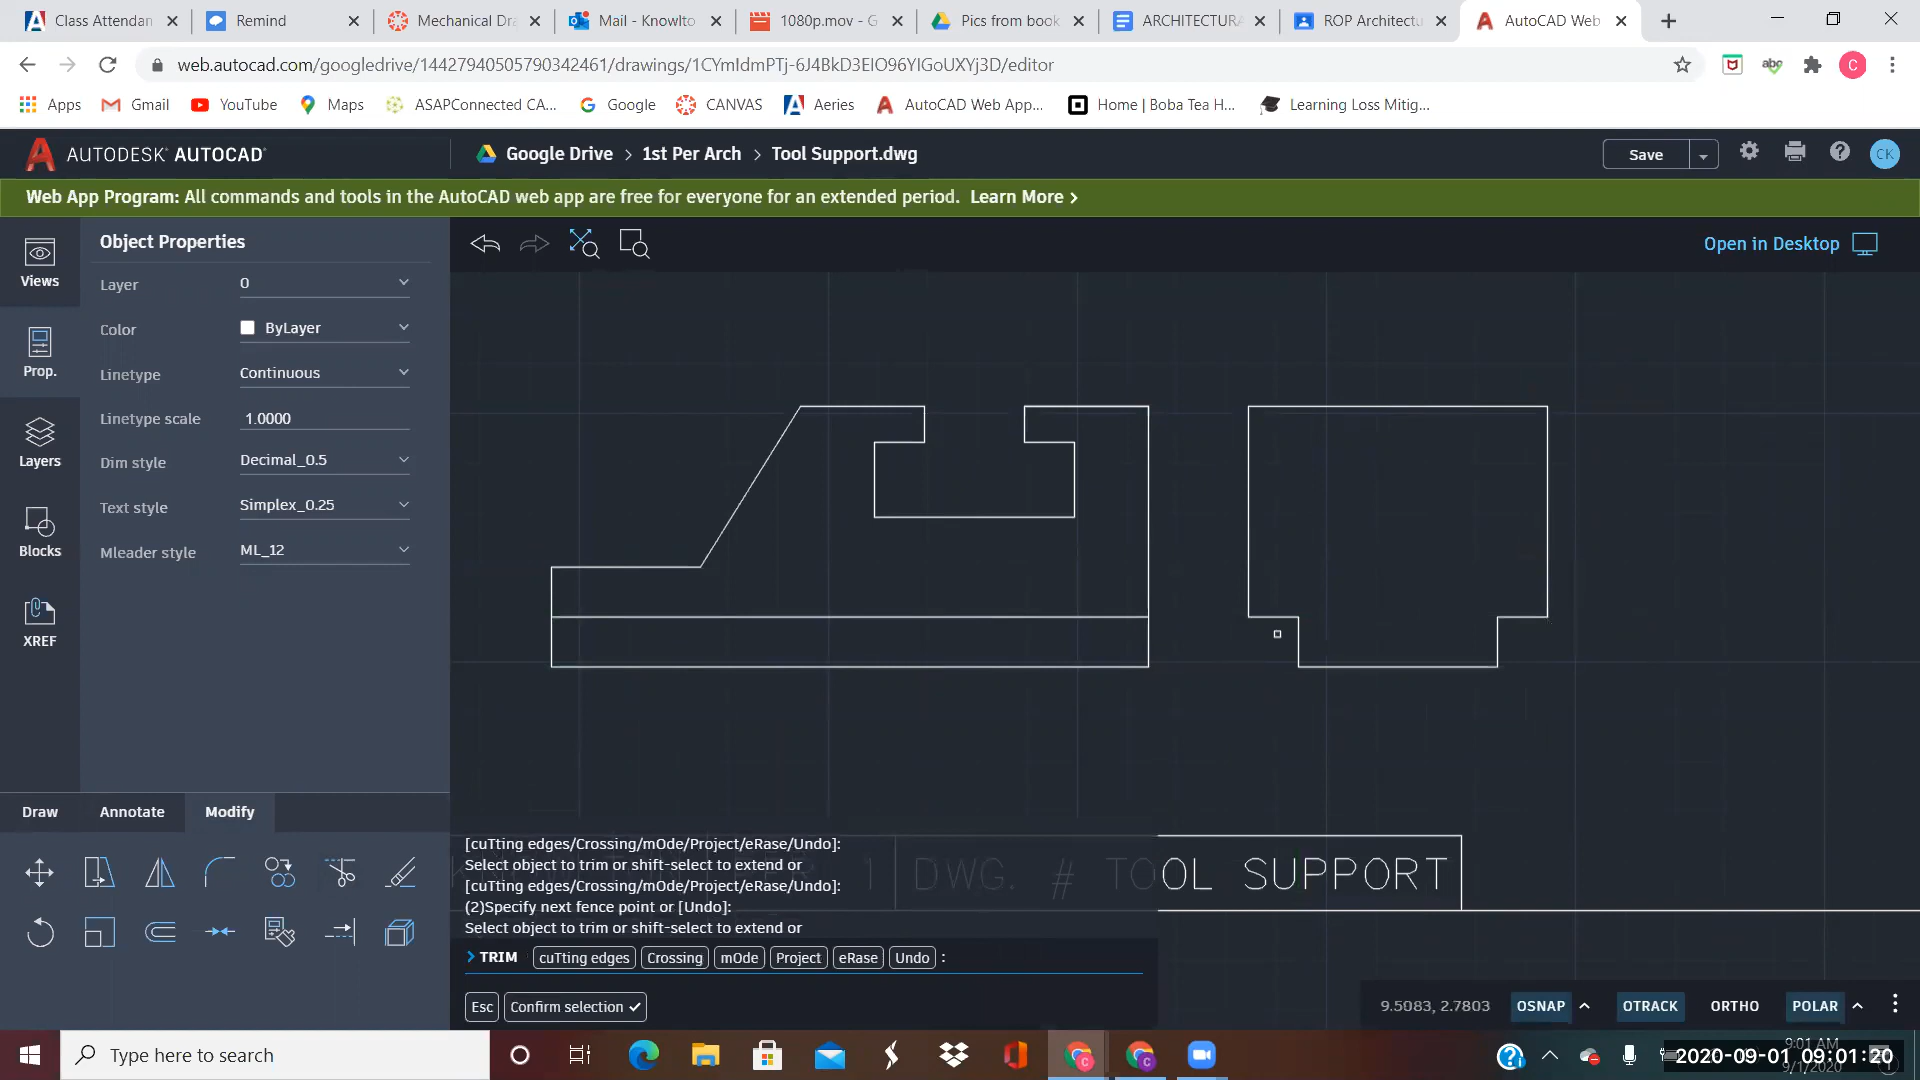 Class Attendan
Remind
Mechanical Dra
Mail - Knowlto
1080p.mov - G
Pics from book
ARCHITECTURA
ROP Architectu
AutoCAD Web
web.autocad.com/googledrive/14427940505790342461/drawings/1CYmIdmPTj-6J4BkD3EIO96YIGoUXYj3D/editor
Apps
Gmail
YouTube
Maps
ASAPConnected CA...
Google
CANVAS
Aeries
AutoCAD Web App...
Home | Boba Tea H...
Learning Loss Mitig...
AUTODESK® AUTOCAD®
Google Drive > 1st Per Arch > Tool Support.dwg
Save
CK
Web App Program: All commands and tools in the AutoCAD web app are free for everyone for an extended period. Learn More >
Views
Prop.
Layers
Blocks
XREF
Object Properties
Layer 0
Color ByLayer
Linetype Continuous
Linetype scale 1.0000
Dim style Decimal_0.5
Text style Simplex_0.25
Mleader style ML_12
Open in Desktop
Draw Annotate Modify
[cuTting edges/Crossing/mOde/Project/eRase/Undo]:
Select object to trim or shift-select to extend or
[cuTting edges/Crossing/mOde/Project/eRase/Undo]:
(2)Specify next fence point or [Undo]:
Select object to trim or shift-select to extend or
1 DWG. # TOOL SUPPORT
> TRIM cuTting edges Crossing mOde Project eRase Undo :
Esc Confirm selection ✓
9.5083, 2.7803 OSNAP OTRACK ORTHO POLAR
Type here to search
9:01 AM
9/1/2020
2020-09-01 09:01:20